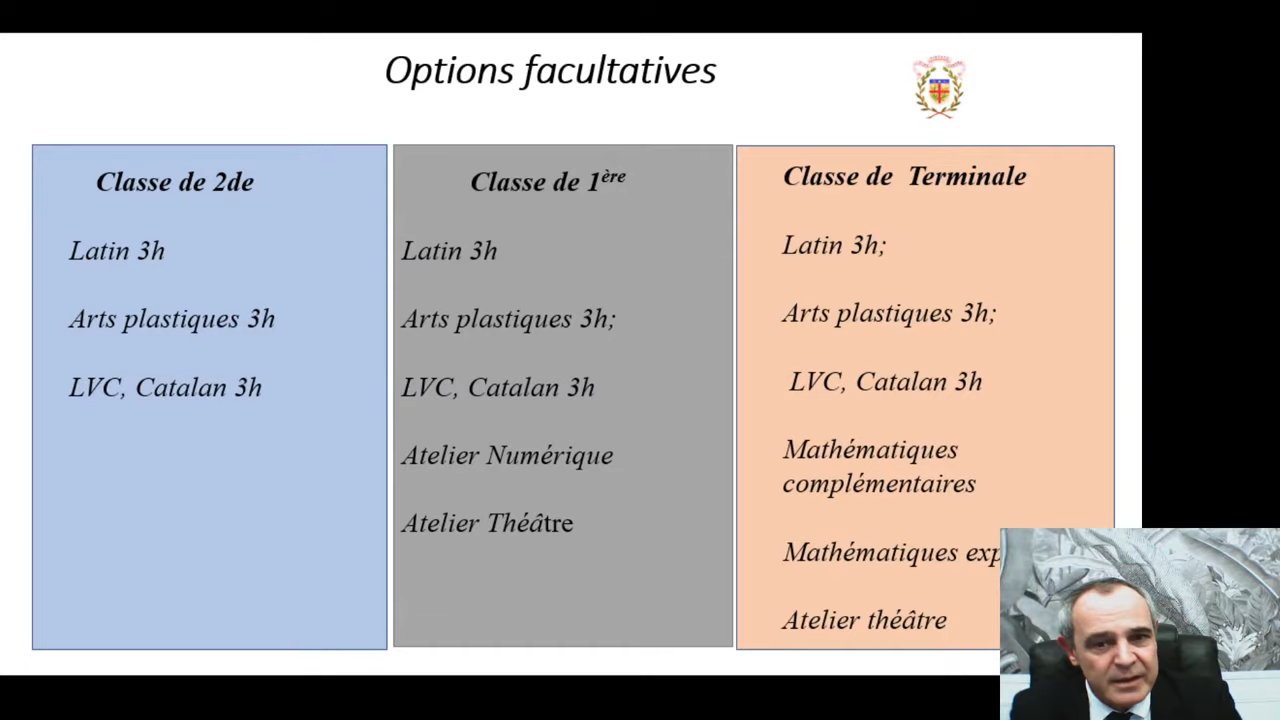 Options facultatives
Classe de 2de
Latin 3h
Arts plastiques 3h
LVC, Catalan 3h
Classe de 1ère
Latin 3h
Arts plastiques 3h;
LVC, Catalan 3h
Atelier Numérique
Atelier Théâtre
Classe de Terminale
Latin 3h;
Arts plastiques 3h;
LVC, Catalan 3h
Mathématiques
complémentaires
Mathématiques
Atelier théâtre